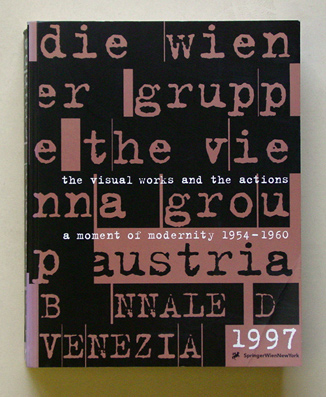 die wien
er grupp
e the vie
the visual works and the actions
nna grou
a moment of modernity 1954–1960
p austria
B NNALE D
VENEZIA
1997
SpringerWienNewYork